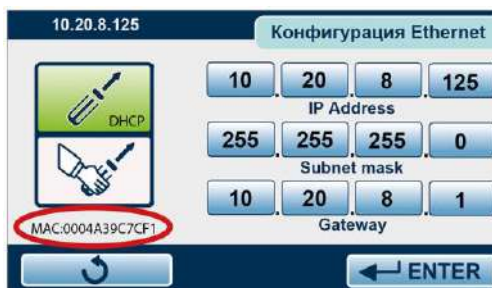 10.20.8.125
Конфигурация Ethernet
DHCP
10 . 20 . 8 . 125
IP Address
255 . 255 . 255 . 0
Subnet mask
10 . 20 . 8 . 1
Gateway
MAC:0004A39C7CF1
ENTER